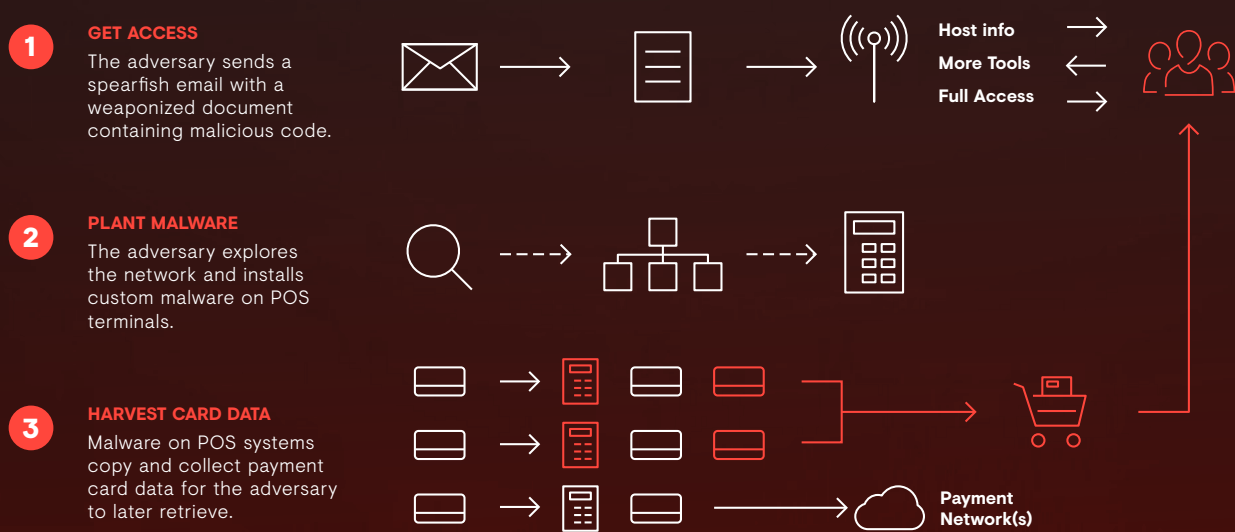 1
GET ACCESS
The adversary sends a
spearfish email with a
weaponized document
containing malicious code.
Host info
More Tools
Full Access
2
PLANT MALWARE
The adversary explores
the network and installs
custom malware on POS
terminals.
3
HARVEST CARD DATA
Malware on POS systems
copy and collect payment
card data for the adversary
to later retrieve.
Payment
Network(s)